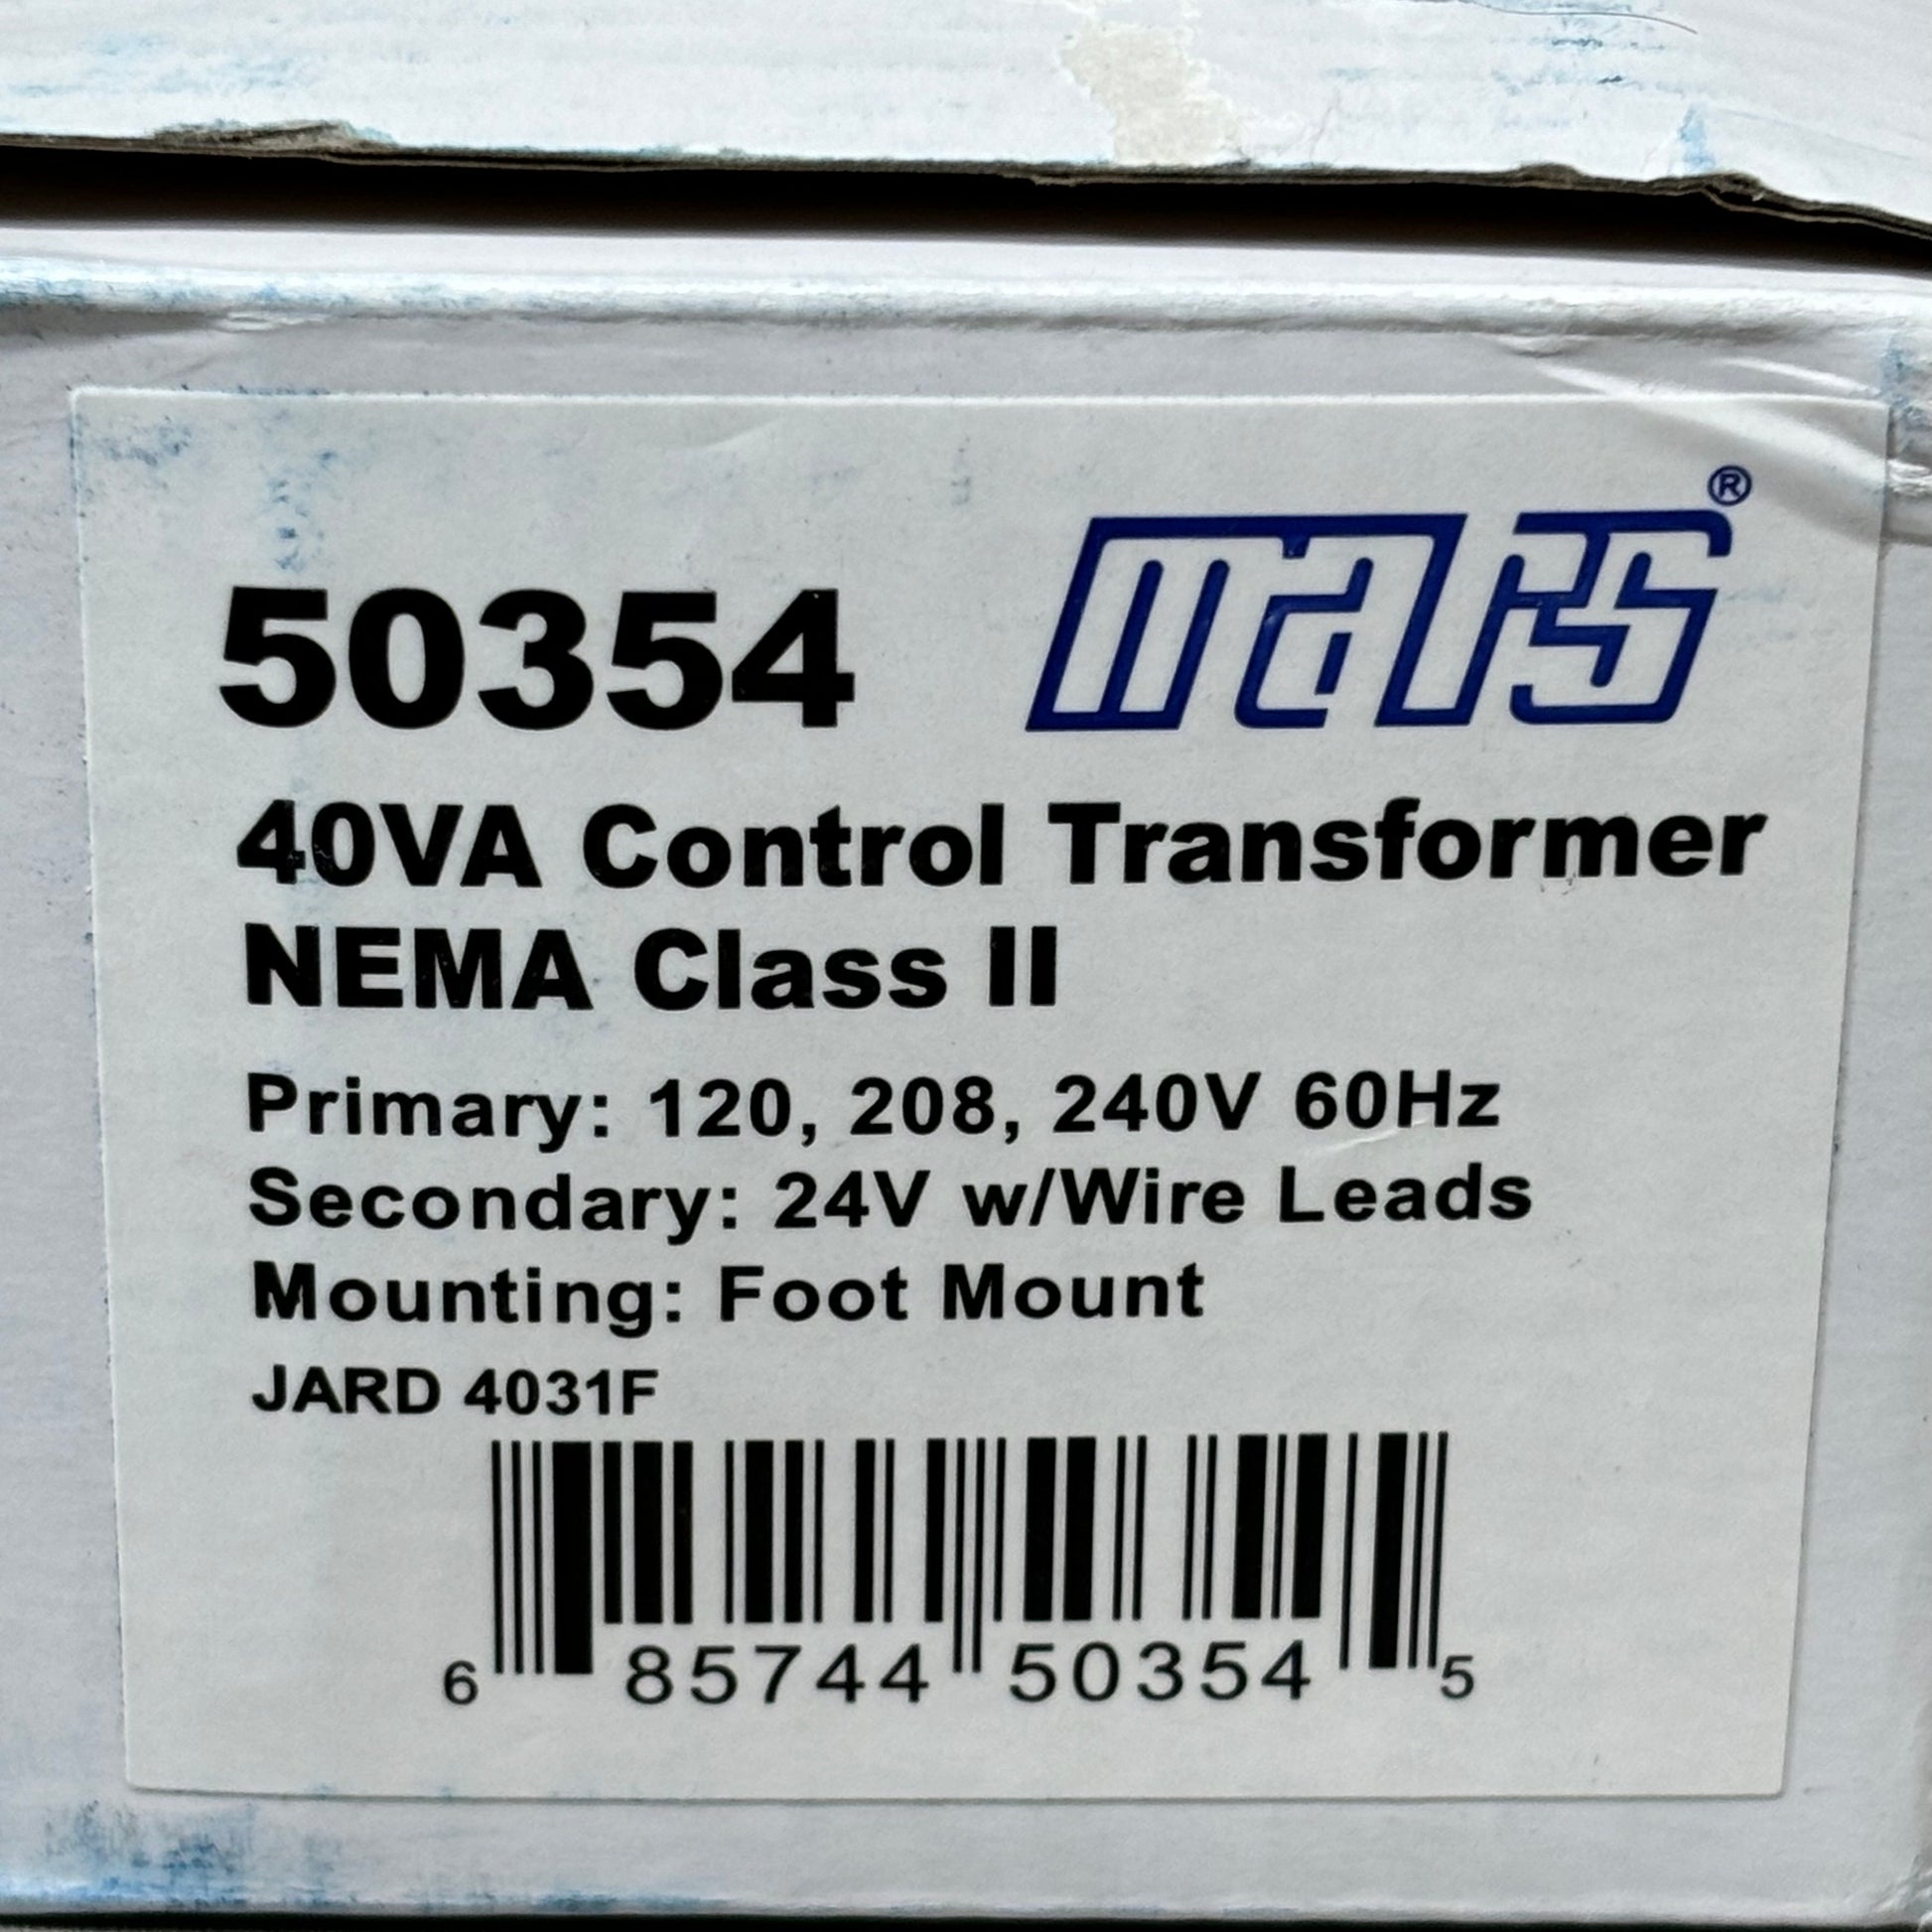 mars®
50354
40VA Control Transformer
NEMA Class II
Primary: 120, 208, 240V 60Hz
Secondary: 24V w/Wire Leads
Mounting: Foot Mount
JARD 4031F
6 85744 50354 5